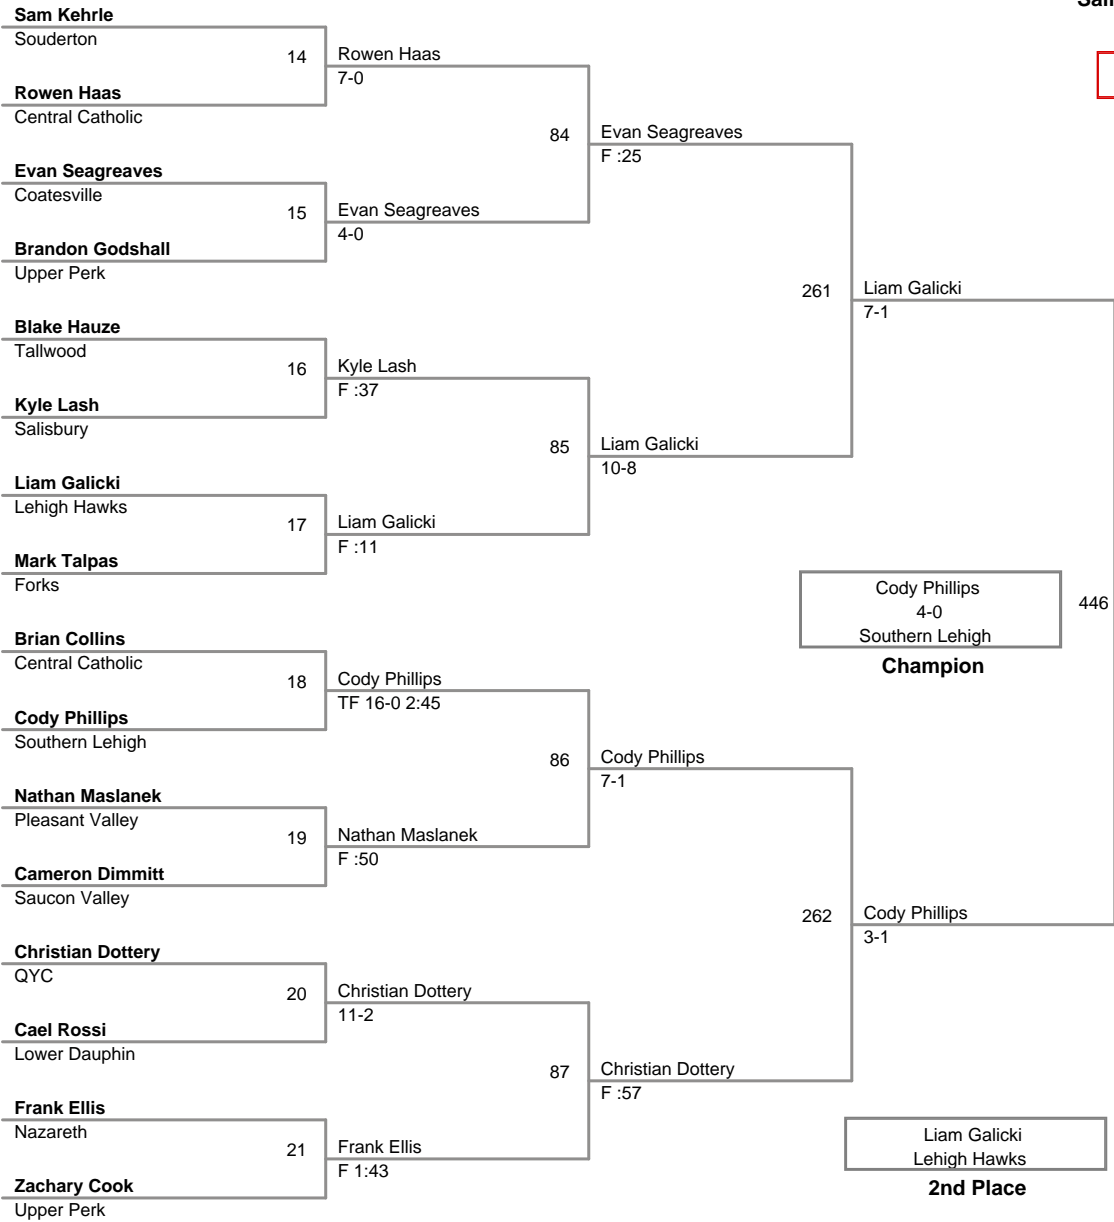 Sam Kehrle
Souderton
14
Rowen Haas
7-0
Rowen Haas
Central Catholic
84
Evan Seagreaves
F :25
Evan Seagreaves
Coatesville
15
Evan Seagreaves
4-0
Brandon Godshall
Upper Perk
261
Liam Galicki
7-1
Blake Hauze
Tallwood
16
Kyle Lash
F :37
Kyle Lash
Salisbury
85
Liam Galicki
10-8
Liam Galicki
Lehigh Hawks
17
Liam Galicki
F :11
Mark Talpas
Forks
Cody Phillips
4-0
Southern Lehigh
446
Champion
Brian Collins
Central Catholic
18
Cody Phillips
TF 16-0 2:45
Cody Phillips
Southern Lehigh
86
Cody Phillips
7-1
Nathan Maslanek
Pleasant Valley
19
Nathan Maslanek
F :50
Cameron Dimmitt
Saucon Valley
262
Cody Phillips
3-1
Christian Dottery
QYC
20
Christian Dottery
11-2
Cael Rossi
Lower Dauphin
87
Christian Dottery
F :57
Frank Ellis
Nazareth
21
Frank Ellis
F 1:43
Zachary Cook
Upper Perk
Liam Galicki
Lehigh Hawks
2nd Place